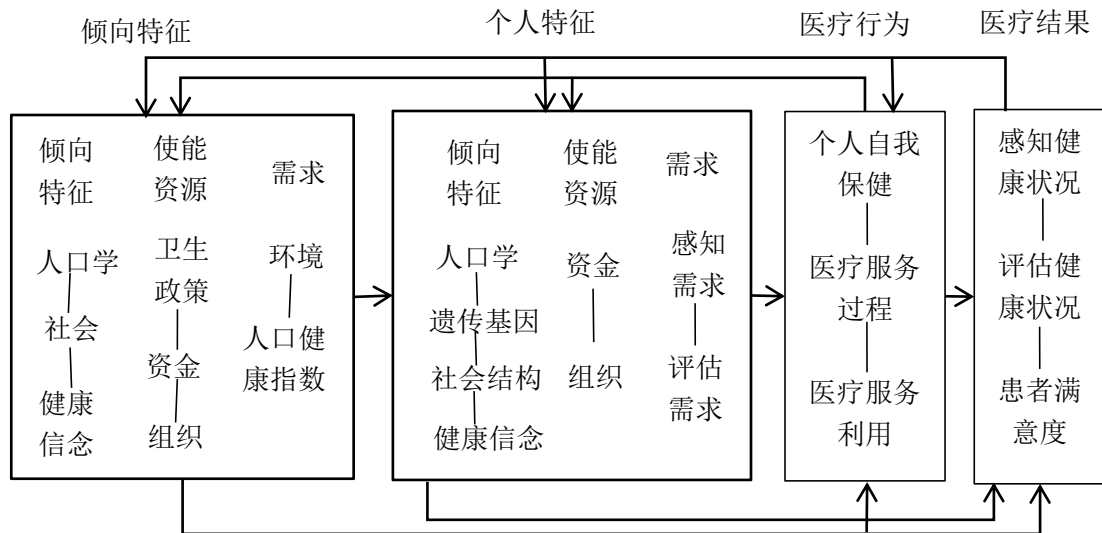 倾向特征
个人特征
医疗行为
医疗结果
倾向
特征
人口学
社会
健康
信念
使能
资源
卫生
政策
资金
组织
需求
环境
人口健
康指数
倾向
特征
人口学
遗传基因
社会结构
健康信念
使能
资源
资金
组织
需求
感知
需求
评估
需求
个人自我
保健
医疗服务
过程
医疗服务
利用
感知健
康状况
评估健
康状况
患者满
意度